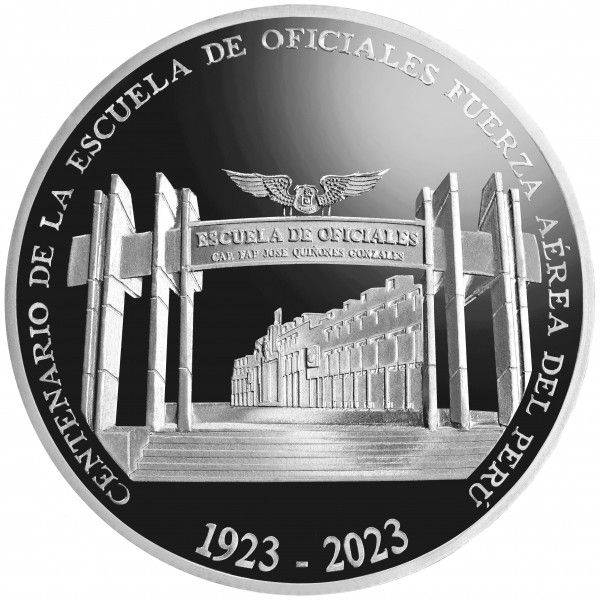 CENTENARIO DE LA ESCUELA DE OFICIALES FUERZA AÉREA DEL PERÚ
ESCUELA DE OFICIALES
CAP. FAP JOSE QUIÑONES GONZALES
1923 - 2023